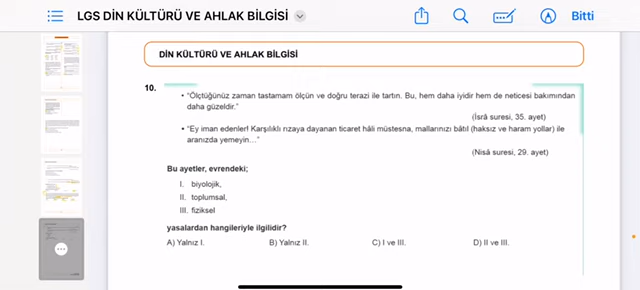 LGS DİN KÜLTÜRÜ VE AHLAK BİLGİSİ
Bitti
DİN KÜLTÜRÜ VE AHLAK BİLGİSİ
10.
• "Ölçtüğünüz zaman tastamam ölçün ve doğru terazi ile tartın. Bu, hem daha iyidir hem de neticesi bakımından
daha güzeldir."
(İsrâ suresi, 35. ayet)
• "Ey iman edenler! Karşılıklı rızaya dayanan ticaret hâli müstesna, mallarınızı bâtıl (haksız ve haram yollar) ile
aranızda yemeyin..."
(Nisâ suresi, 29. ayet)
Bu ayetler, evrendeki;
I. biyolojik,
II. toplumsal,
III. fiziksel
yasalardan hangileriyle ilgilidir?
A) Yalnız I. B) Yalnız II. C) I ve III. D) II ve III.